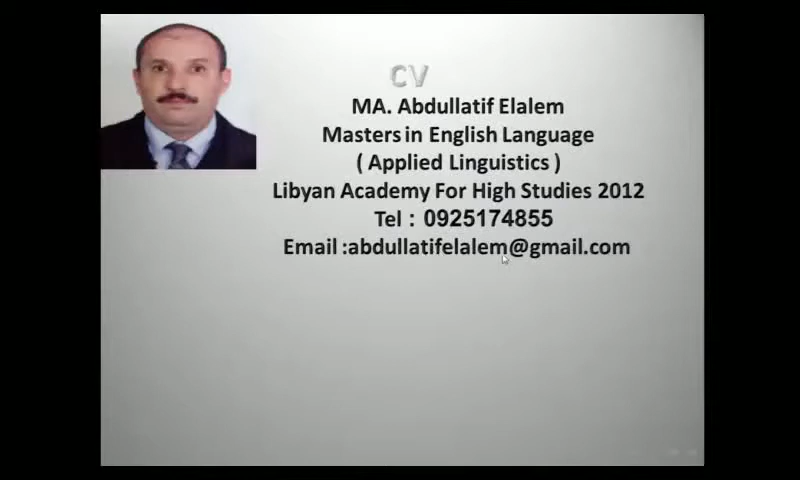 CV
MA. Abdullatif Elalem
Masters in English Language
( Applied Linguistics )
Libyan Academy For High Studies 2012
Tel : 0925174855
Email :abdullatifelalem@gmail.com